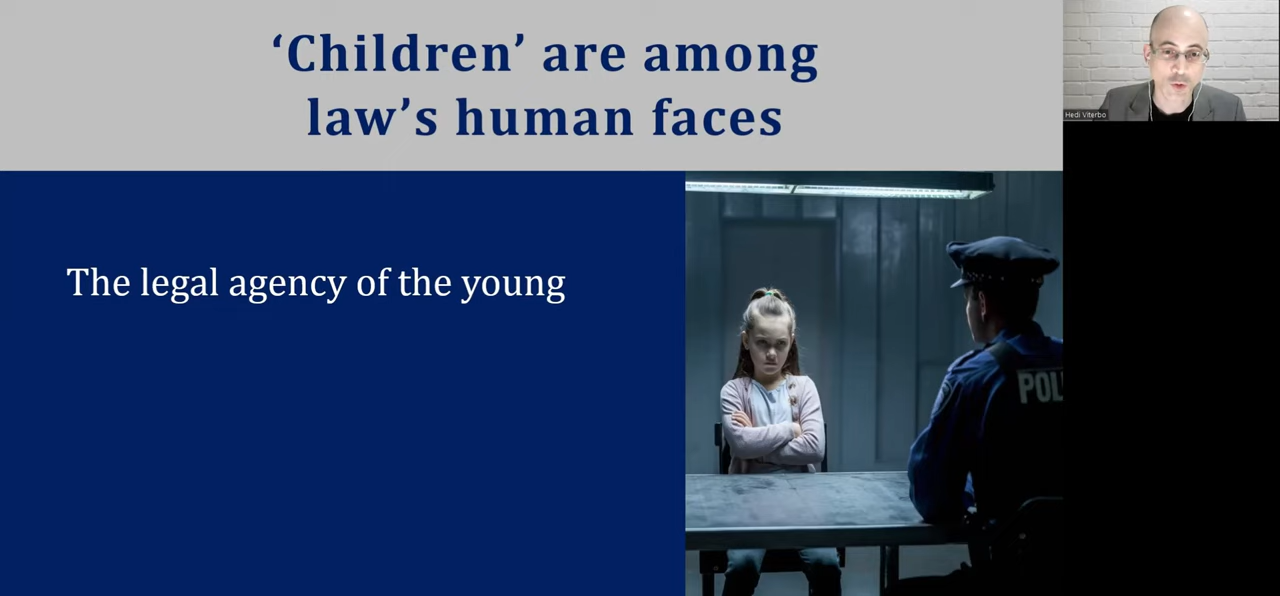 ‘Children’ are among
law’s human faces
Hedi Viterbo
The legal agency of the young
POL